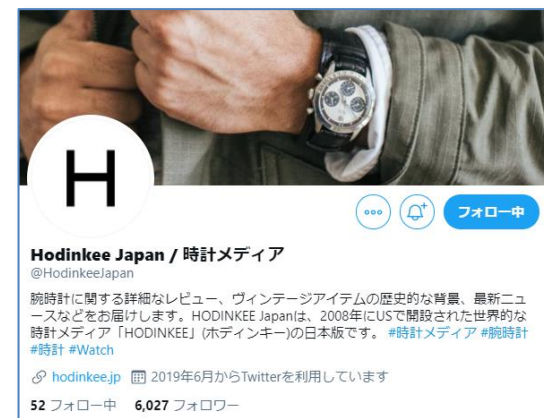 H
フォロー中
Hodinkee Japan / 時計メディア
@HodinkeeJapan
腕時計に関する詳細なレビュー、ヴィンテージアイテムの歴史的な背景、最新ニュ
ースなどをお届けします。HODINKEE Japanは、2008年にUSで開設された世界的な
時計メディア「HODINKEE」(ホディンキー)の日本版です。 #時計メディア #腕時計
#時計 #Watch
hodinkee.jp 2019年6月からTwitterを利用しています
52 フォロー中 6,027 フォロワー